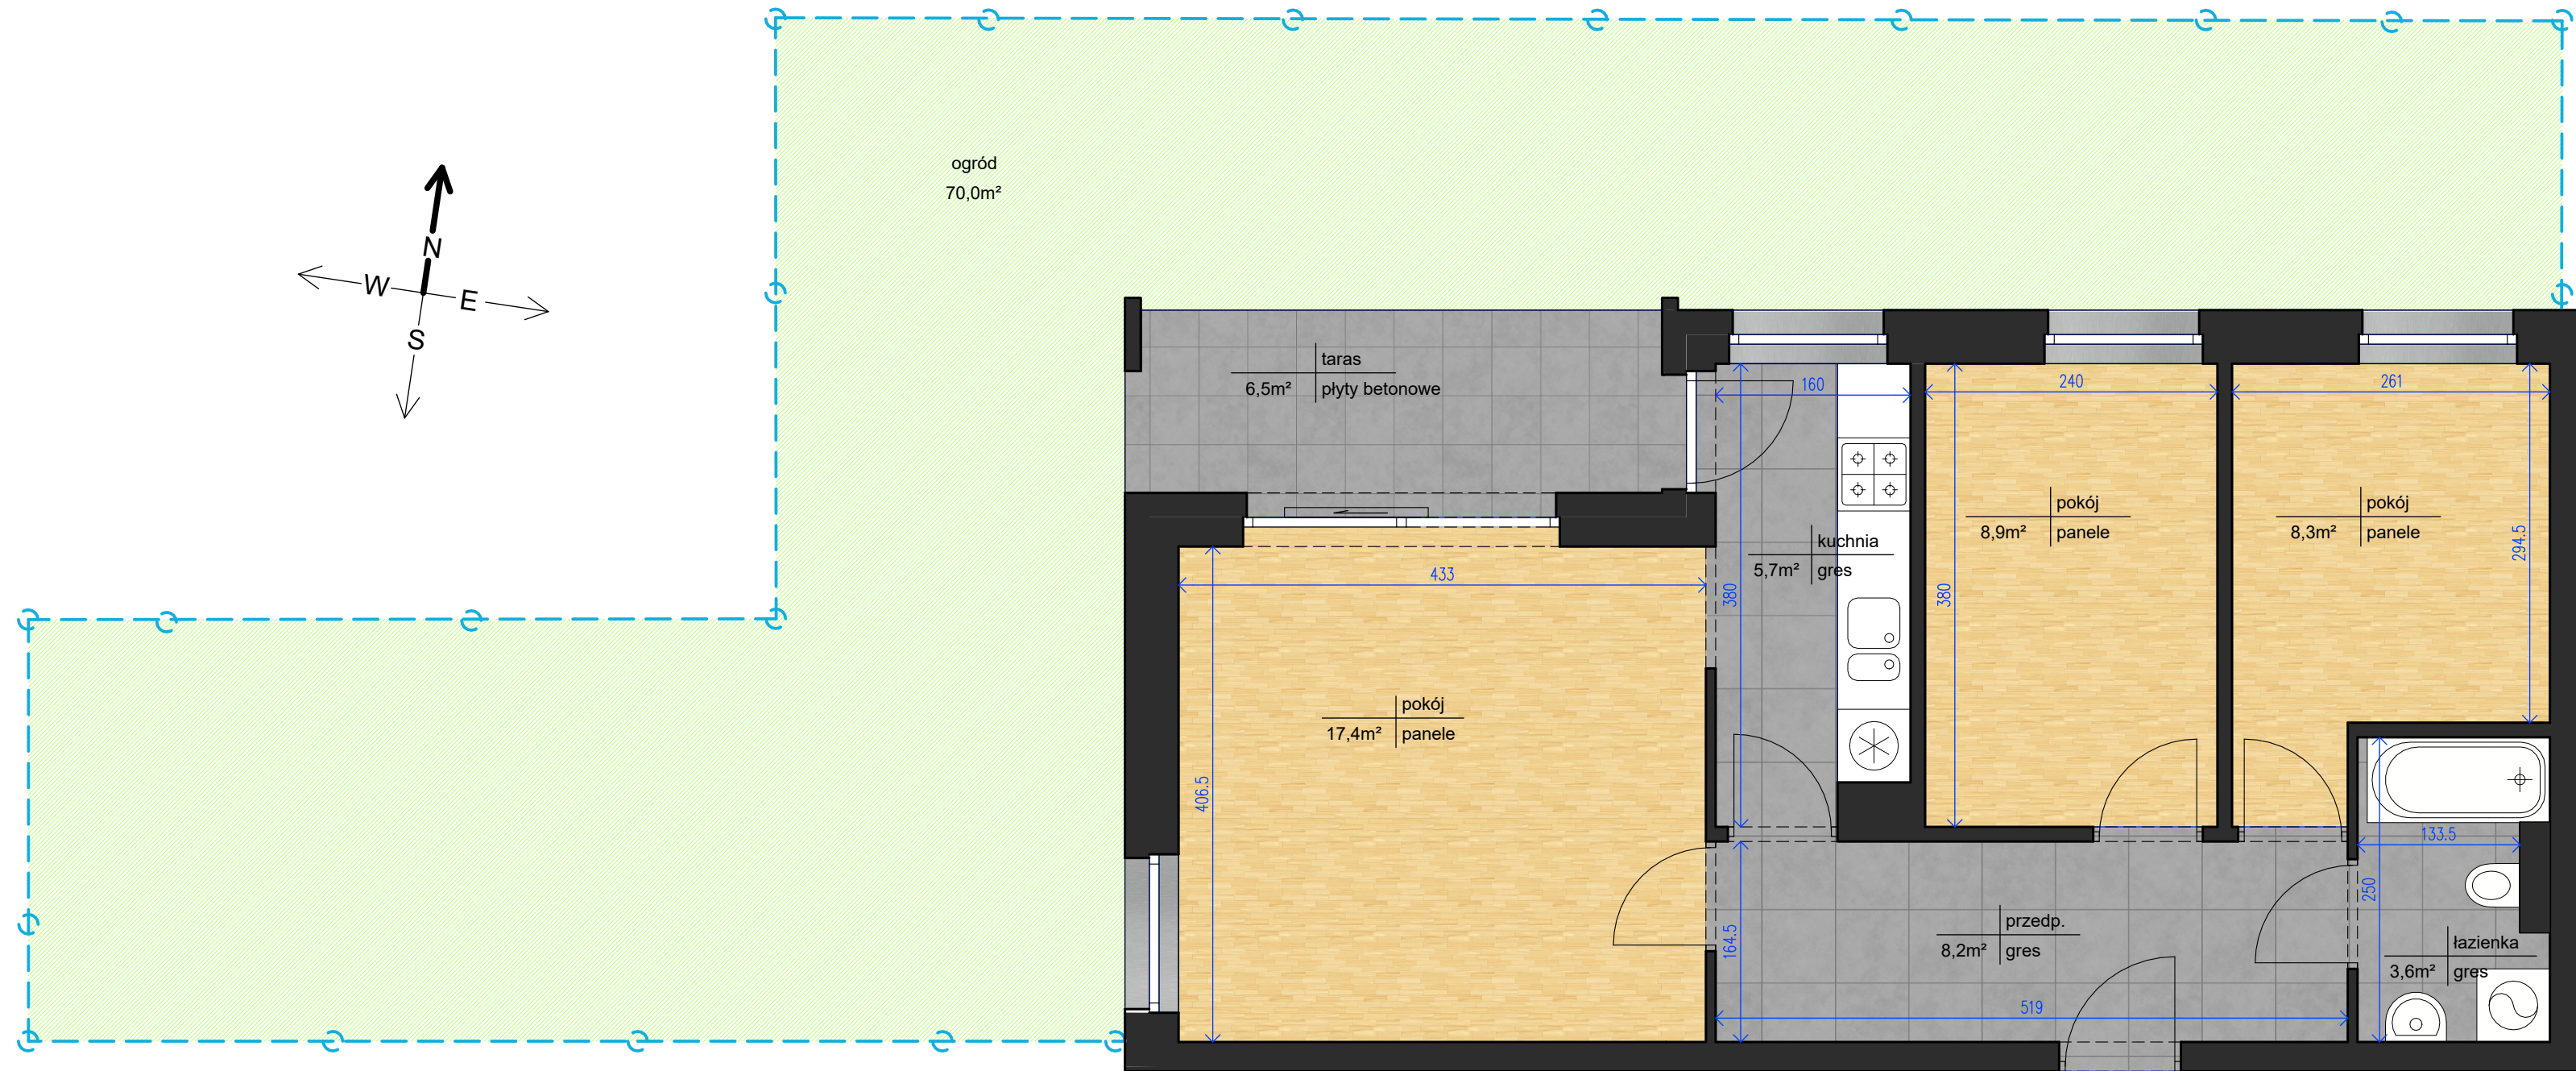 ogród
70,0m²
N
W
E
S
taras
6,5m²
płyty betonowe
160
240
261
pokój
8,9m²
panele
pokój
8,3m²
panele
294.5
kuchnia
5,7m²
gres
433
380
380
pokój
17,4m²
panele
406.5
133.5
250
przedp.
8,2m²
gres
164.5
łazienka
3,6m²
gres
519